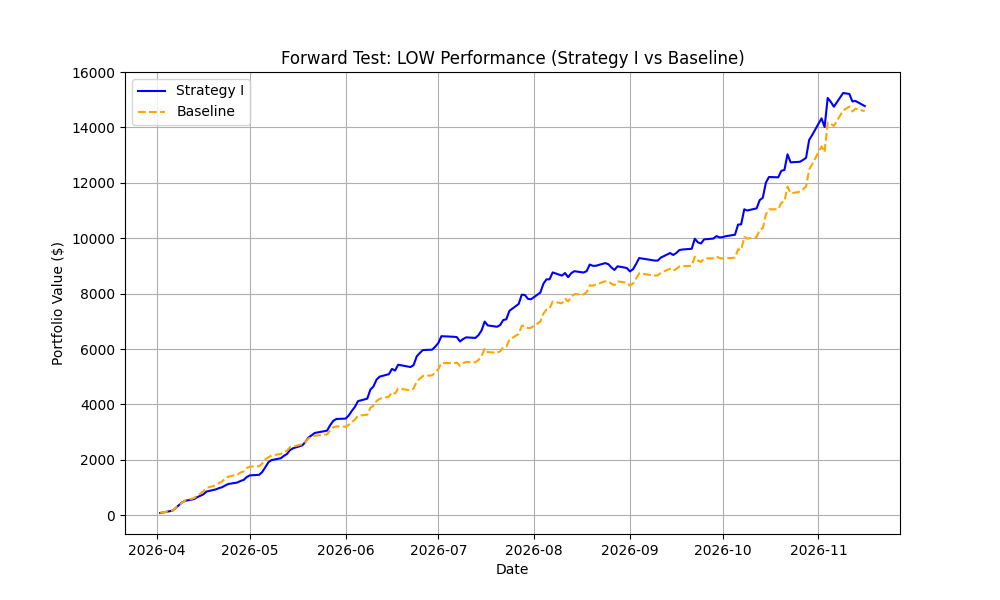 Forward Test: LOW Performance (Strategy I vs Baseline)
Strategy I
Baseline
Portfolio Value ($)
16000
14000
12000
10000
8000
6000
4000
2000
0
2026-04 2026-05 2026-06 2026-07 2026-08 2026-09 2026-10 2026-11
Date